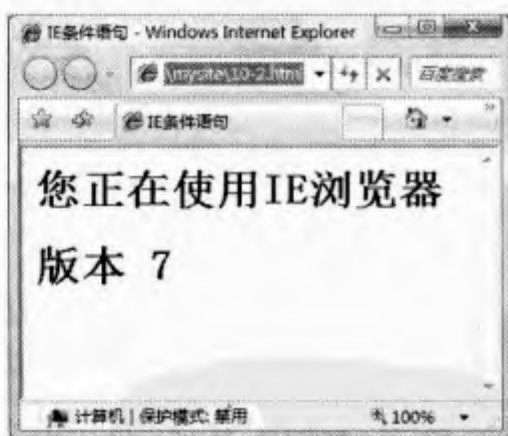 IE条件语句 - Windows Internet Explorer
\mysite\10-2.html
百度搜索
IE条件语句
您正在使用IE浏览器
版本 7
计算机 | 保护模式: 禁用
100%